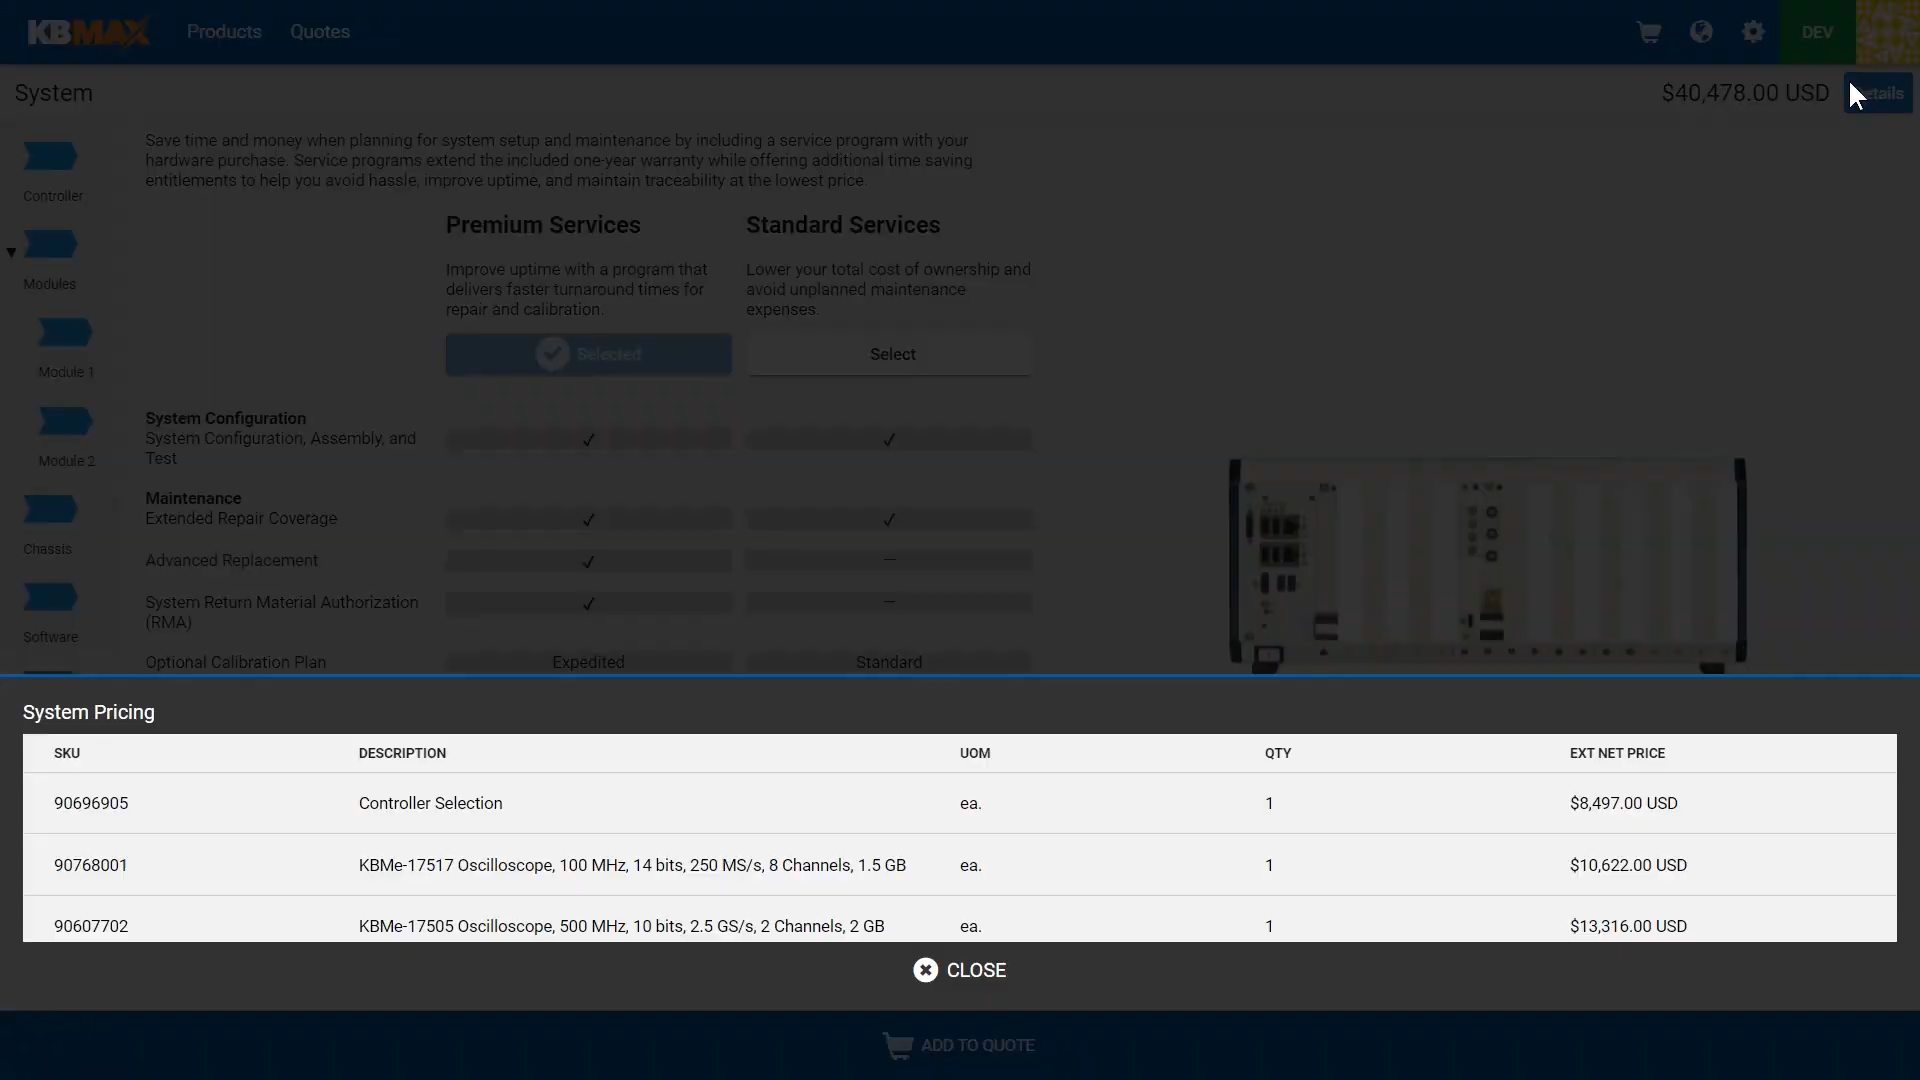 KBMAX
Products
Quotes
DEV
System
$40,478.00 USD
Save time and money when planning for system setup and maintenance by including a service program with your
hardware purchase. Service programs extend the included one-year warranty while offering additional time saving
entitlements to help you avoid hassle, improve uptime, and maintain traceability at the lowest price.
Controller
Modules
Module 1
Module 2
Chassis
Software
Premium Services
Standard Services
Improve uptime with a program that
delivers faster turnaround times for
repair and calibration.
Lower your total cost of ownership and
avoid unplanned maintenance
expenses.
Selected
Select
System Configuration
System Configuration, Assembly, and
Test
Maintenance
Extended Repair Coverage
Advanced Replacement
System Return Material Authorization
(RMA)
Optional Calibration Plan
Expedited
Standard
System Pricing
SKU DESCRIPTION UOM QTY EXT NET PRICE
90696905 Controller Selection ea. 1 $8,497.00 USD
90768001 KBMe-17517 Oscilloscope, 100 MHz, 14 bits, 250 MS/s, 8 Channels, 1.5 GB ea. 1 $10,622.00 USD
90607702 KBMe-17505 Oscilloscope, 500 MHz, 10 bits, 2.5 GS/s, 2 Channels, 2 GB ea. 1 $13,316.00 USD
CLOSE
ADD TO QUOTE